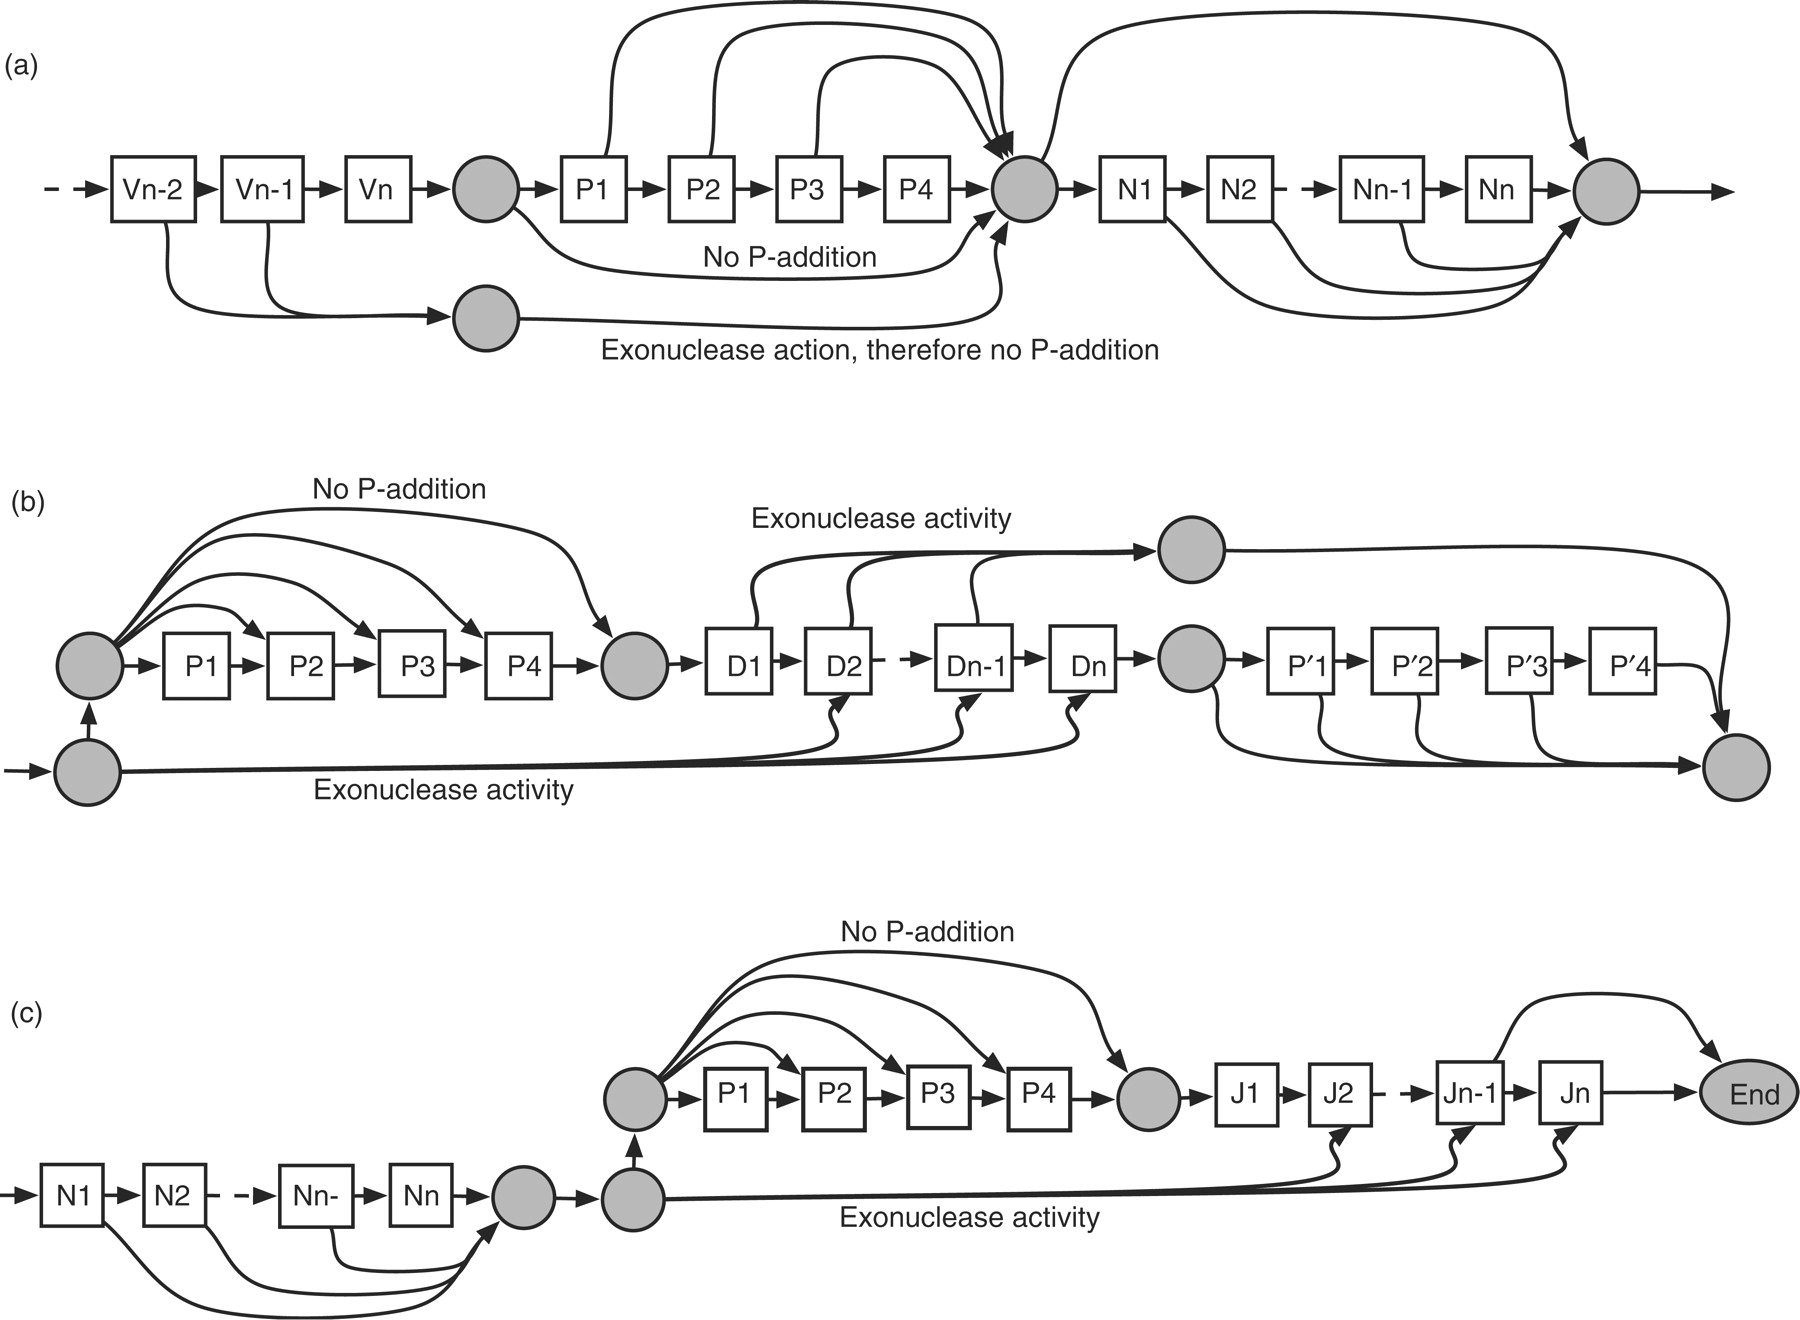 (a)
Vn-2 Vn-1 Vn P1 P2 P3 P4 N1 N2 Nn-1 Nn
No P-addition
Exonuclease action, therefore no P-addition
(b)
No P-addition
Exonuclease activity
P1 P2 P3 P4 D1 D2 Dn-1 Dn P′1 P′2 P′3 P′4
Exonuclease activity
(c)
No P-addition
P1 P2 P3 P4 J1 J2 Jn-1 Jn End
N1 N2 Nn- Nn
Exonuclease activity